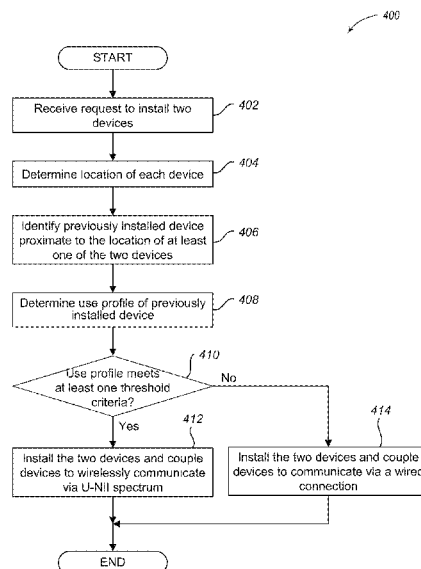 400
START
Receive request to install two
devices
402
Determine location of each device
404
Identify previously installed device
proximate to the location of at least
one of the two devices
406
Determine use profile of previously
installed device
408
Use profile meets
at least one threshold
criteria?
410
No
Yes
412
Install the two devices and couple
devices to wirelessly communicate
via U-NII spectrum
414
Install the two devices and couple
devices to communicate via a wired
connection
END